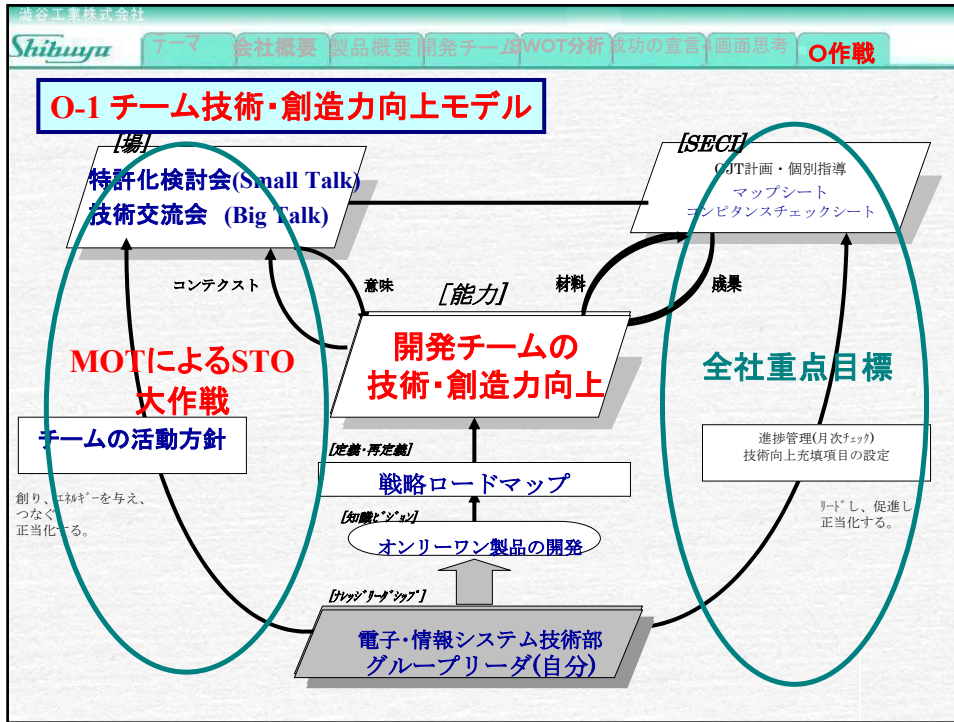 澁谷工業株式会社
Shibuya
テーマ 会社概要 製品概要 開発チーム SWOT分析 成功の宣言 4画面思考 O作戦
O-1 チーム技術・創造力向上モデル
[場]
特許化検討会(Small Talk)
技術交流会 (Big Talk)
[SECI]
OJT計画・個別指導
マップシート
コンピタンスチェックシート
コンテクスト
意味
[能力]
材料
成果
開発チームの
技術・創造力向上
MOTによるSTO
大作戦
チームの活動方針
創り、エネルギーを与え、
つなぐ
正当化する。
全社重点目標
進捗管理(月次チェック)
技術向上充填項目の設定
リードし、促進し
正当化する。
[定義・再定義]
戦略ロードマップ
[知識ビジョン]
オンリーワン製品の開発
[ナレッジリーダシップ]
電子・情報システム技術部
グループリーダ(自分)